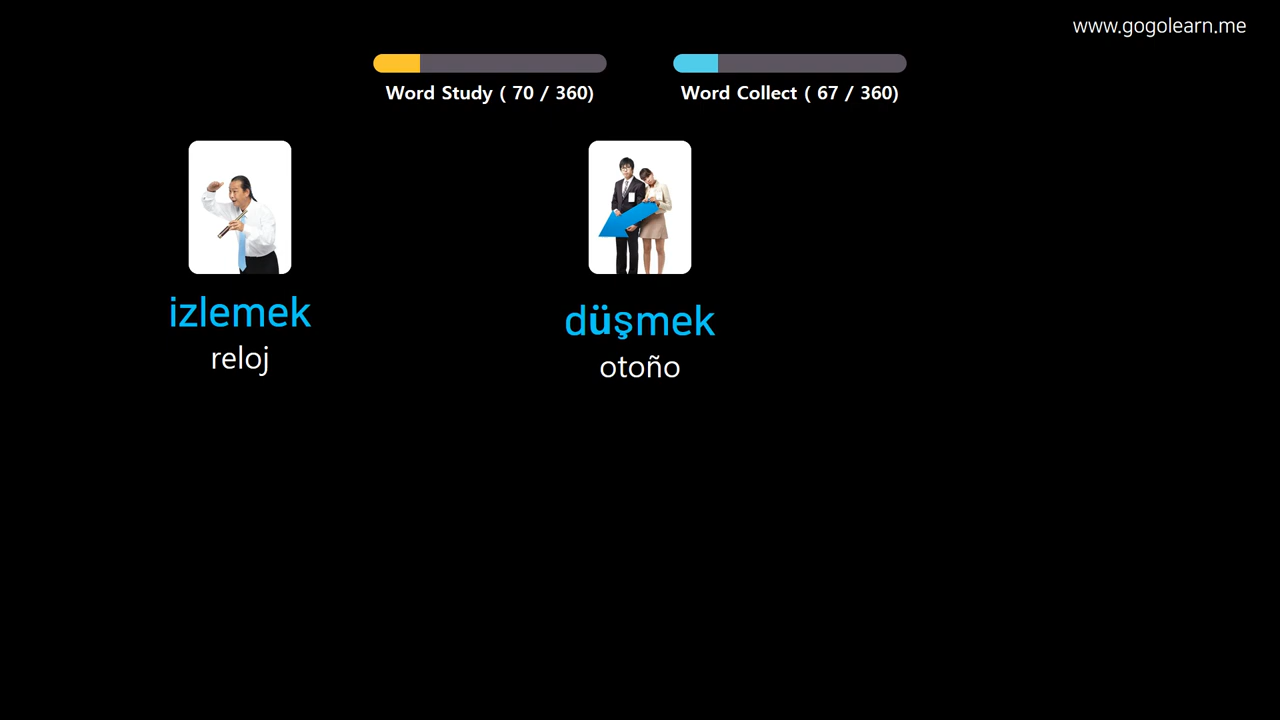 www.gogolearn.me
Word Study ( 70 / 360)
Word Collect ( 67 / 360)
izlemek
reloj
düşmek
otoño